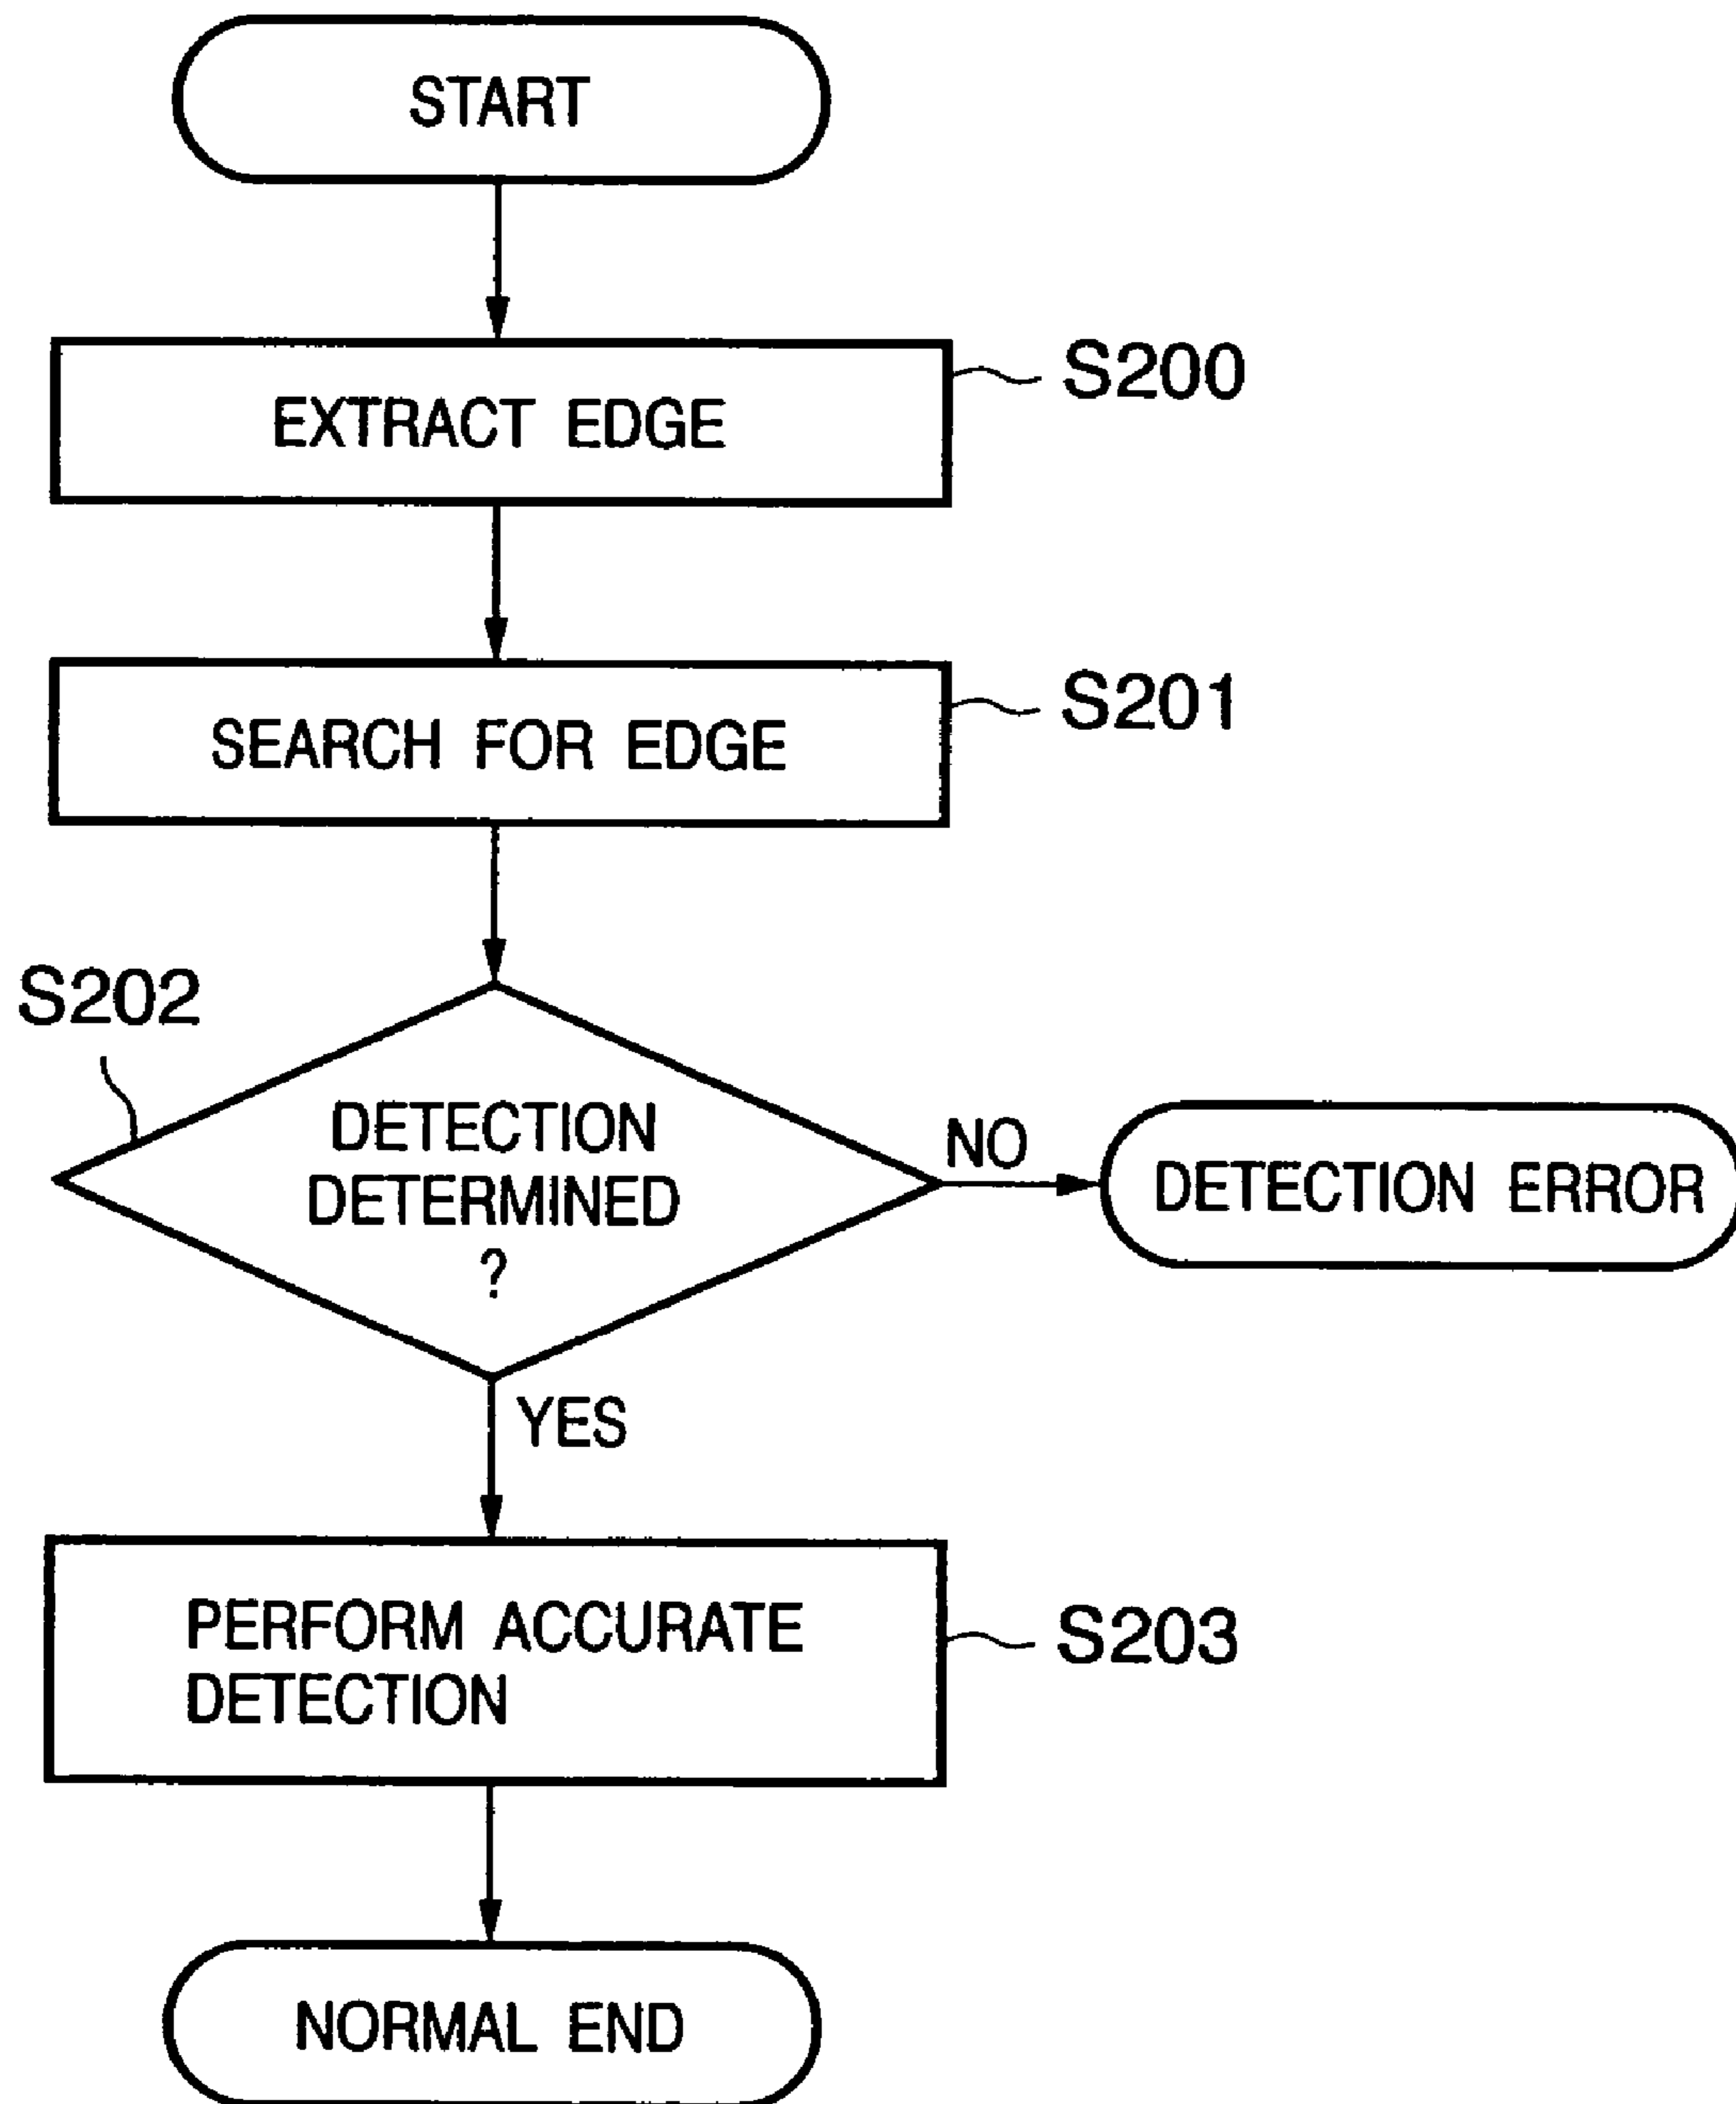 START
EXTRACT EDGE
S200
SEARCH FOR EDGE
S201
S202
DETECTION
DETERMINED
?
NO
DETECTION ERROR
YES
PERFORM ACCURATE
DETECTION
S203
NORMAL END